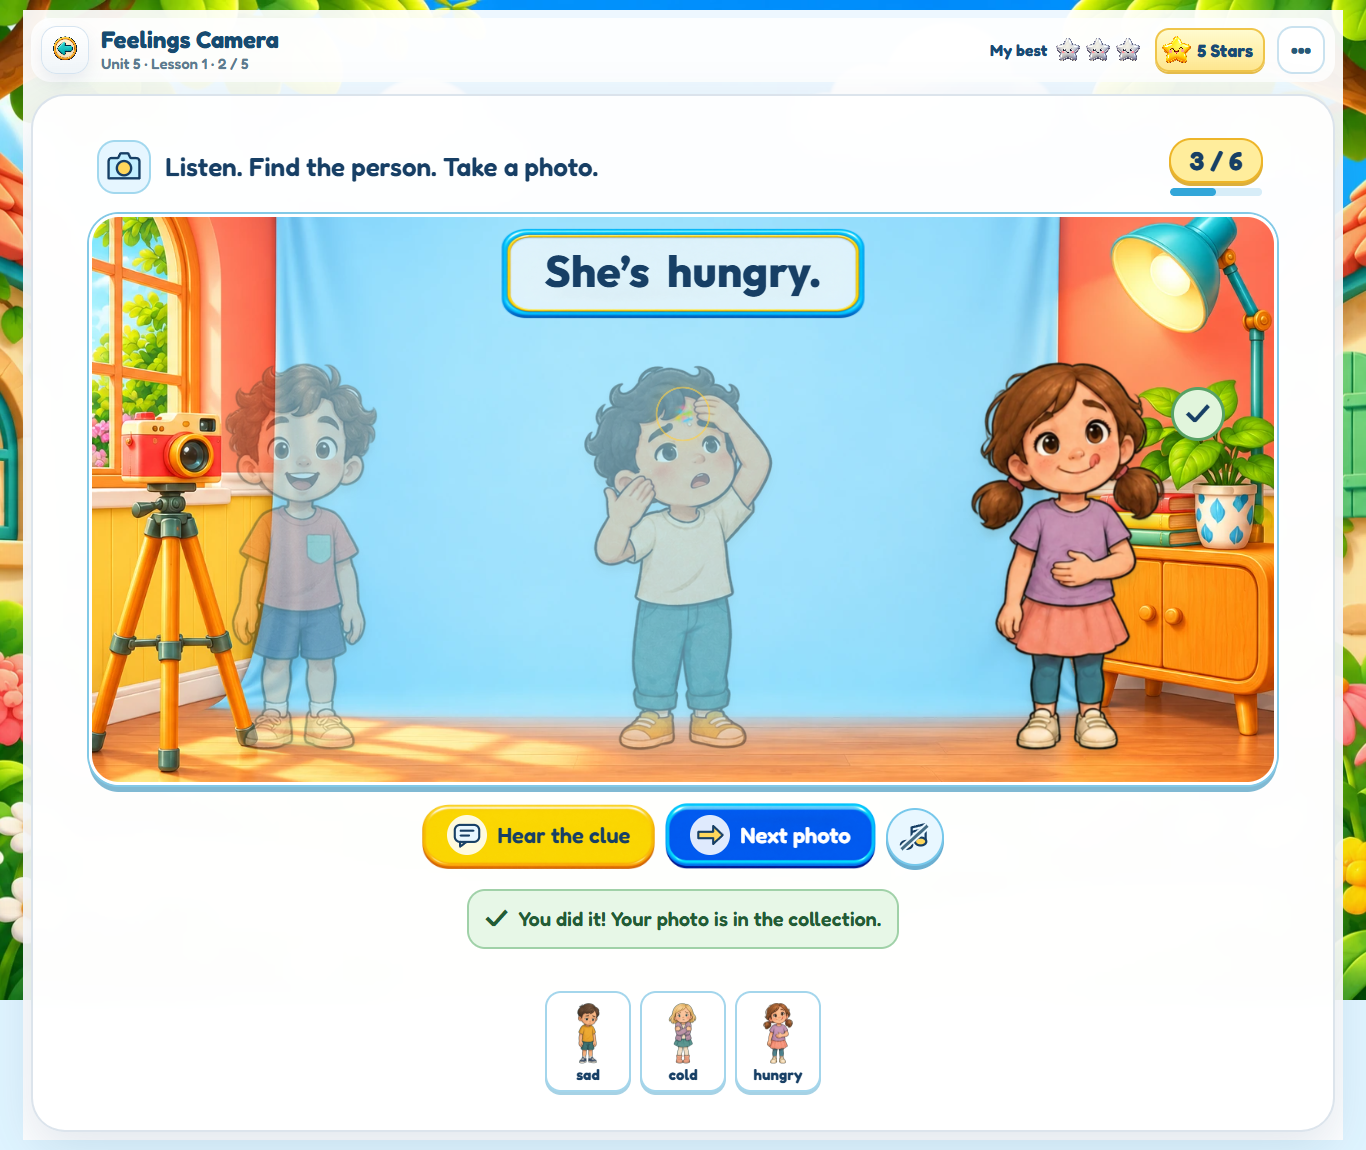 Feelings Camera
Unit 5 · Lesson 1 · 2 / 5
My best
5 Stars
Listen. Find the person. Take a photo.
3 / 6
She’s hungry.
Hear the clue
Next photo
You did it! Your photo is in the collection.
sad
cold
hungry